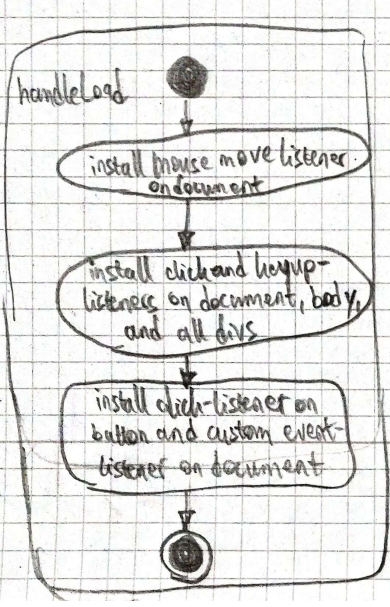 handleLoad
install mouse move listener
on document
install click and keyup-
listeners on document, body,
and all divs
install click-listener on
button and custom event-
listener on document